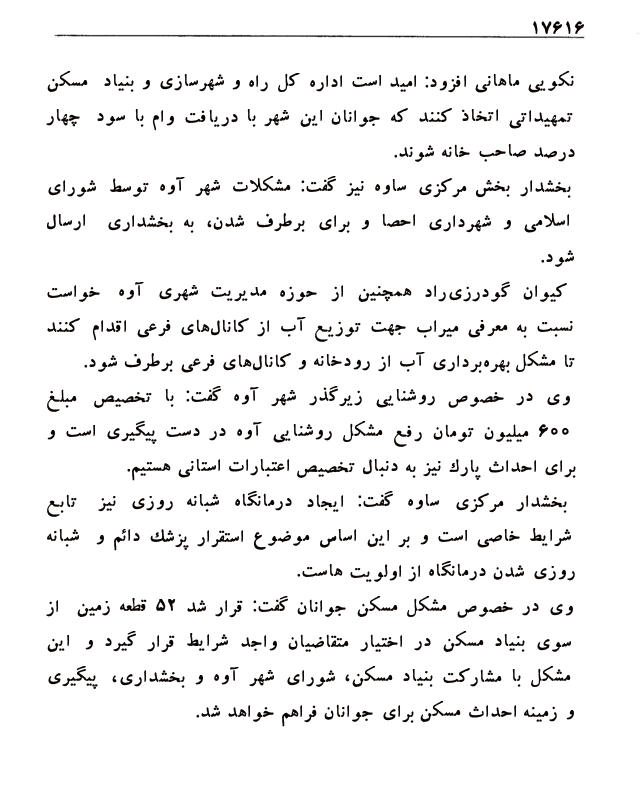 ۱۷۶۱۶
نکویی ماهانی افزود: امید است اداره کل راه و شهرسازی و بنیاد مسکن
تمهیداتی اتخاذ کنند که جوانان این شهر با دریافت وام با سود چهار
درصد صاحب خانه شوند.
بخشدار بخش مرکزی ساوه نیز گفت: مشکلات شهر آوه توسط شورای
اسلامی و شهرداری احصا و برای برطرف شدن، به بخشداری ارسال
شود.
کیوان گودرزی‌راد همچنین از حوزه مدیریت شهری آوه خواست
نسبت به معرفی میراب جهت توزیع آب از کانال‌های فرعی اقدام کنند
تا مشکل بهره‌برداری آب از رودخانه و کانال‌های فرعی برطرف شود.
وی در خصوص روشنایی زیرگذر شهر آوه گفت: با تخصیص مبلغ
۶۰۰ میلیون تومان رفع مشکل روشنایی آوه در دست پیگیری است و
برای احداث پارك نیز به دنبال تخصیص اعتبارات استانی هستیم.
بخشدار مرکزی ساوه گفت: ایجاد درمانگاه شبانه روزی نیز تابع
شرایط خاصی است و بر این اساس موضوع استقرار پزشك دائم و شبانه
روزی شدن درمانگاه از اولویت هاست.
وی در خصوص مشکل مسکن جوانان گفت: قرار شد ۵۲ قطعه زمین از
سوی بنیاد مسکن در اختیار متقاضیان واجد شرایط قرار گیرد و این
مشکل با مشارکت بنیاد مسکن، شورای شهر آوه و بخشداری، پیگیری
و زمینه احداث مسکن برای جوانان فراهم خواهد شد.